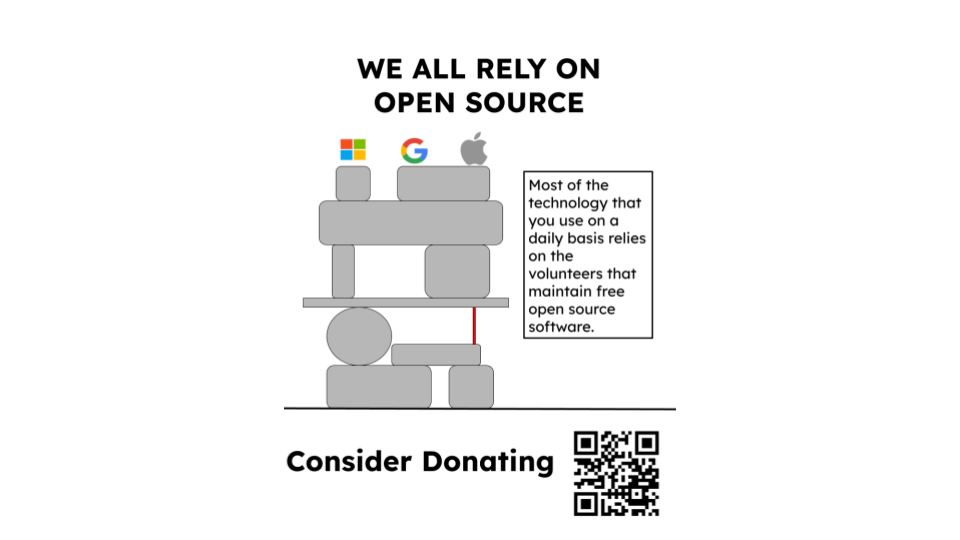 WE ALL RELY ON
OPEN SOURCE
Most of the
technology that
you use on a
daily basis relies
on the
volunteers that
maintain free
open source
software.
Consider Donating